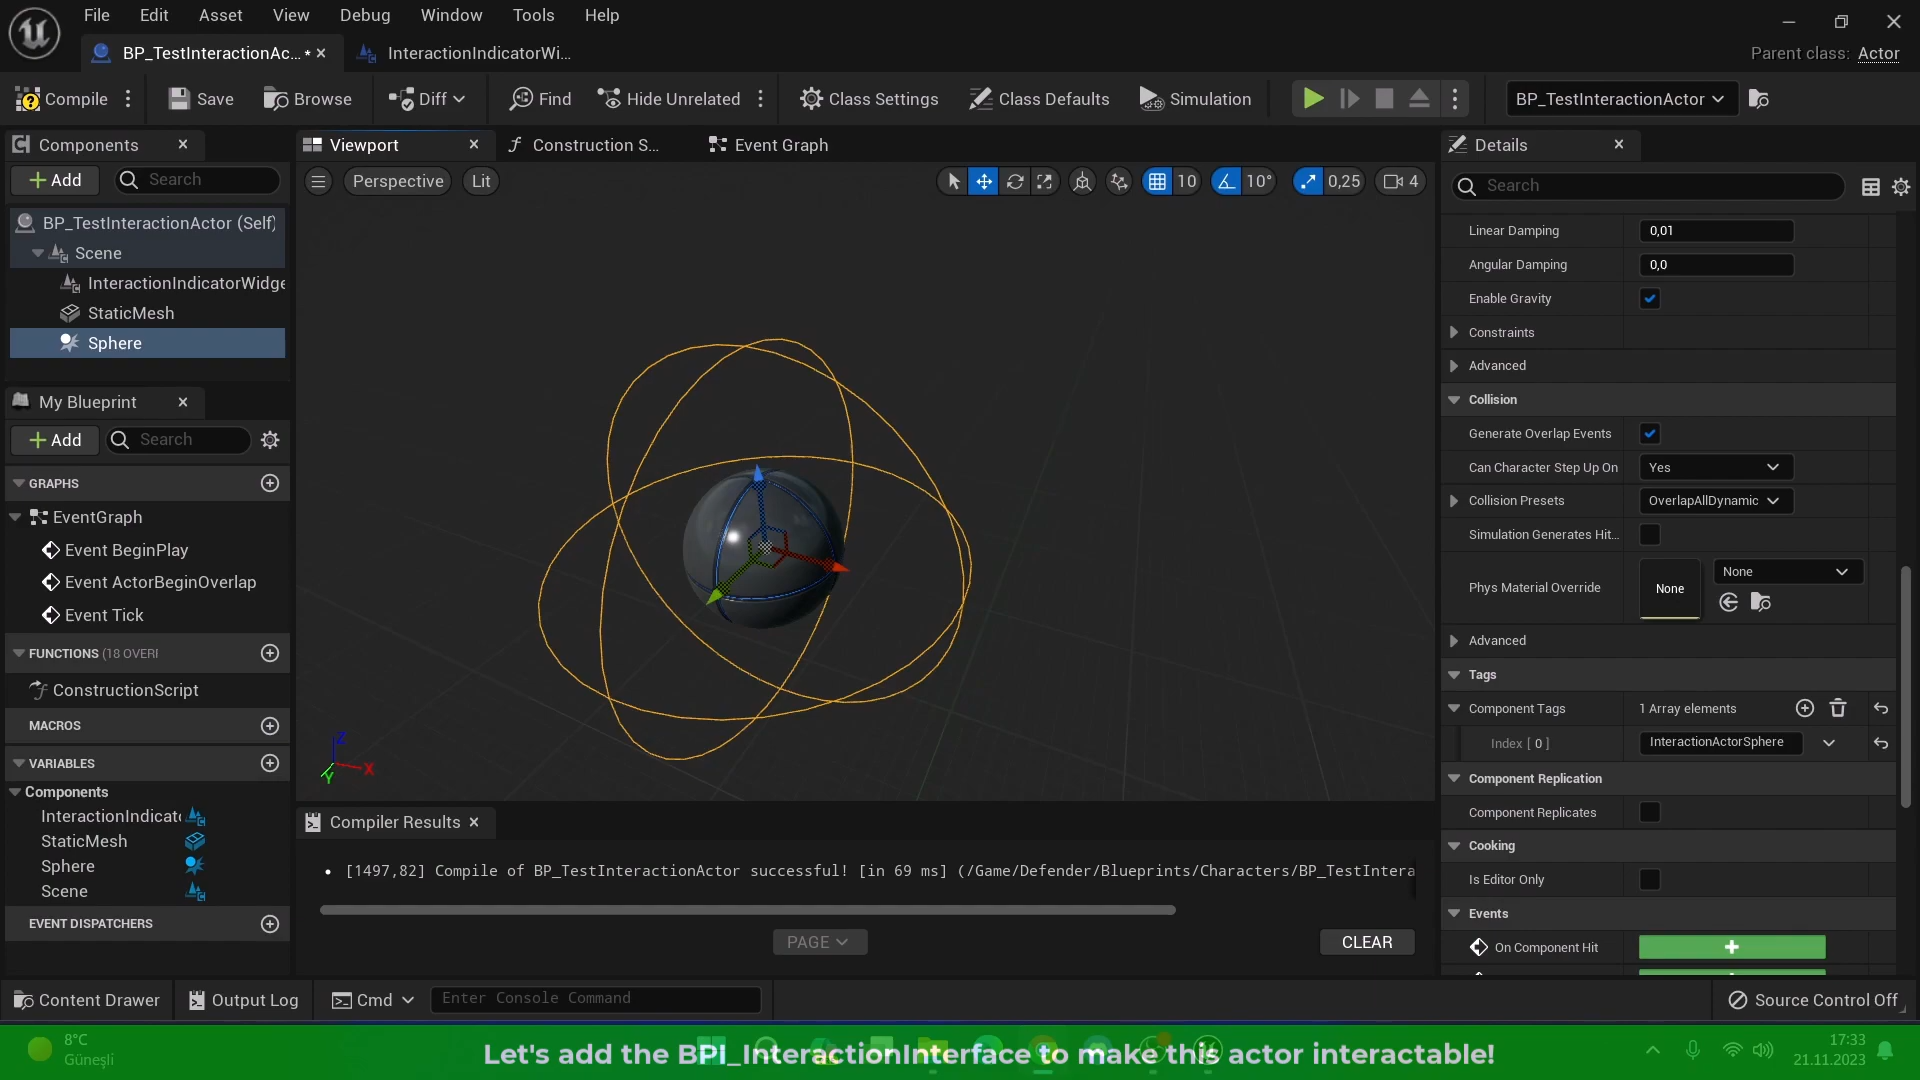 File Edit Asset View Debug Window Tools Help
BP_TestInteractionAc... * InteractionIndicatorWi...
Parent class: Actor
Compile Save Browse Diff Find Hide Unrelated Class Settings Class Defaults Simulation BP_TestInteractionActor
Components
Add Search
BP_TestInteractionActor (Self)
Scene
InteractionIndicatorWidge
StaticMesh
Sphere
My Blueprint
Add Search
GRAPHS
EventGraph
Event BeginPlay
Event ActorBeginOverlap
Event Tick
FUNCTIONS (18 OVERI
ConstructionScript
MACROS
VARIABLES
Components
InteractionIndicat
StaticMesh
Sphere
Scene
EVENT DISPATCHERS
Viewport Construction S... Event Graph
Perspective Lit 10 10° 0,25 4
Z
X
Y
Compiler Results
• [1497,82] Compile of BP_TestInteractionActor successful! [in 69 ms] (/Game/Defender/Blueprints/Characters/BP_TestIntera
PAGE CLEAR
Details
Search
Linear Damping 0,01
Angular Damping 0,0
Enable Gravity
Constraints
Advanced
Collision
Generate Overlap Events
Can Character Step Up On Yes
Collision Presets OverlapAllDynamic
Simulation Generates Hit...
Phys Material Override None None
Advanced
Tags
Component Tags 1 Array elements
Index [ 0 ] InteractionActorSphere
Component Replication
Component Replicates
Cooking
Is Editor Only
Events
On Component Hit
Content Drawer Output Log Cmd Enter Console Command Source Control Off
8°C
Güneşli
Let's add the BPI_InteractionInterface to make this actor interactable!
17:33
21.11.2023